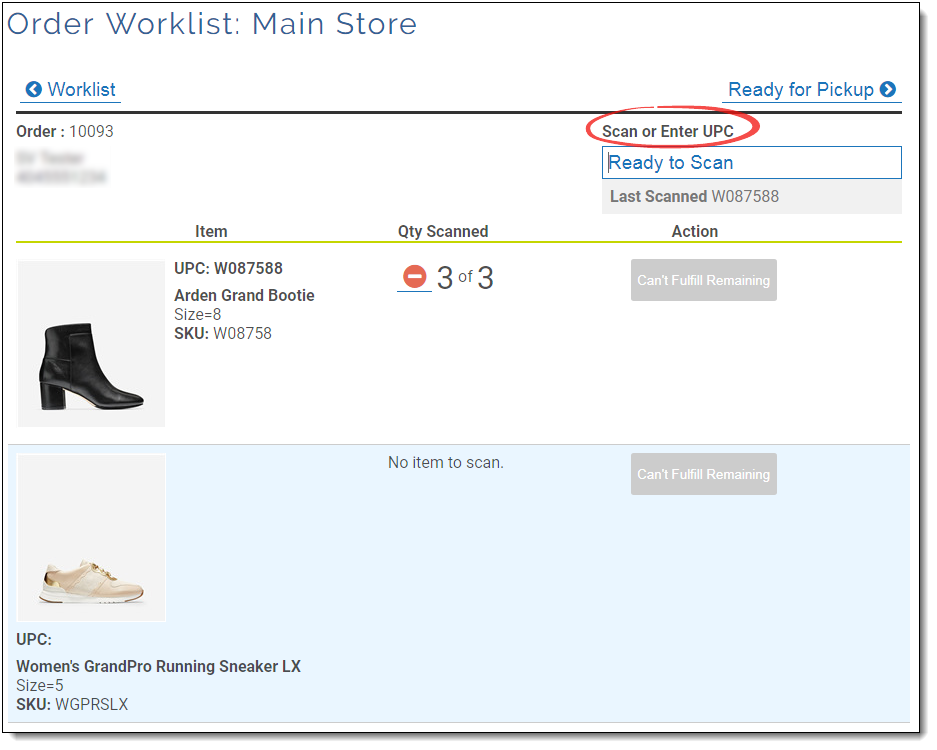 Order Worklist: Main Store
Worklist
Ready for Pickup
Order : 10093
Scan or Enter UPC
Ready to Scan
Last Scanned W087588
Item Qty Scanned Action
UPC: W087588
3 of 3
Can't Fulfill Remaining
Arden Grand Bootie
Size=8
SKU: W08758
No item to scan.
Can't Fulfill Remaining
UPC:
Women's GrandPro Running Sneaker LX
Size=5
SKU: WGPRSLX